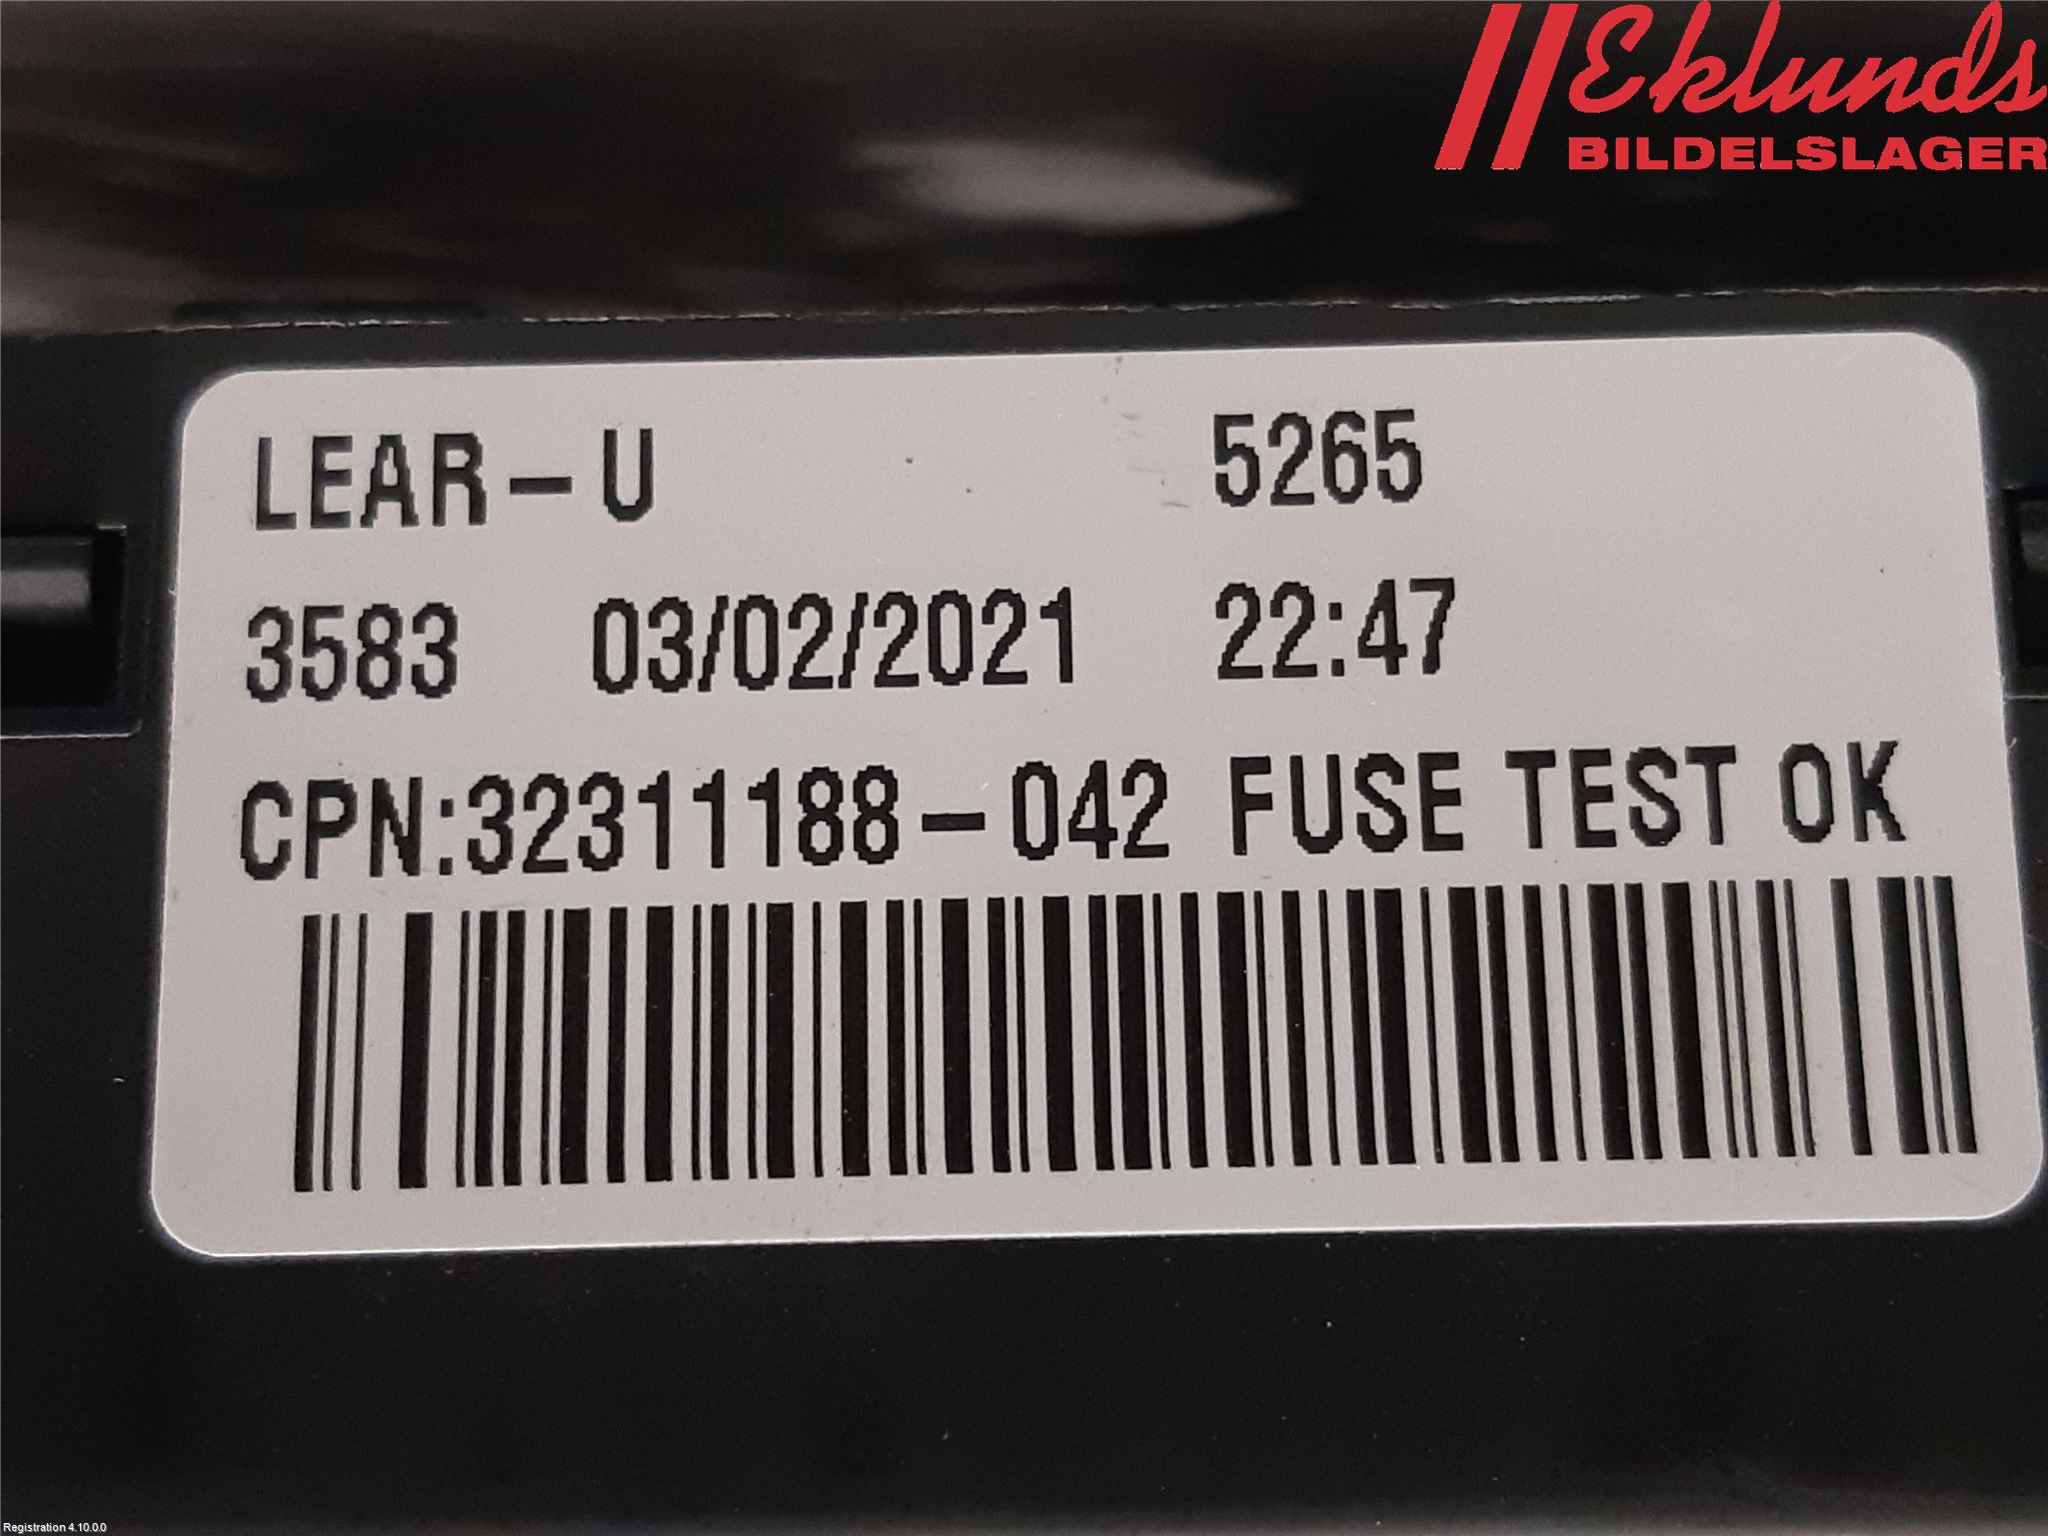 Eklunds
BILDELSLAGER
LEAR-U 5265
3583 03/02/2021 22:47
CPN:32311188-042 FUSE TEST OK
Registration 4.10.0.0